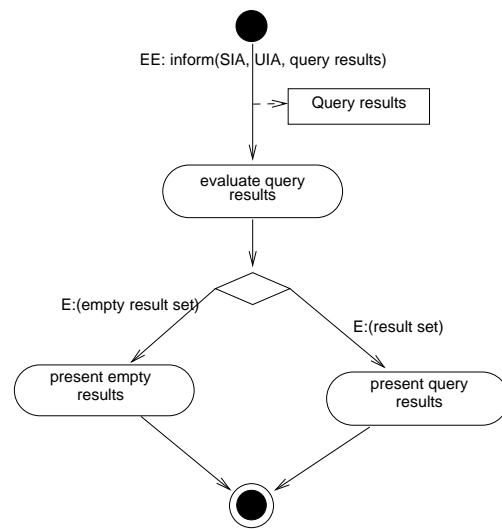 EE: inform(SIA, UIA, query results)
Query results
evaluate query
results
E:(empty result set)
E:(result set)
present empty
results
present query
results